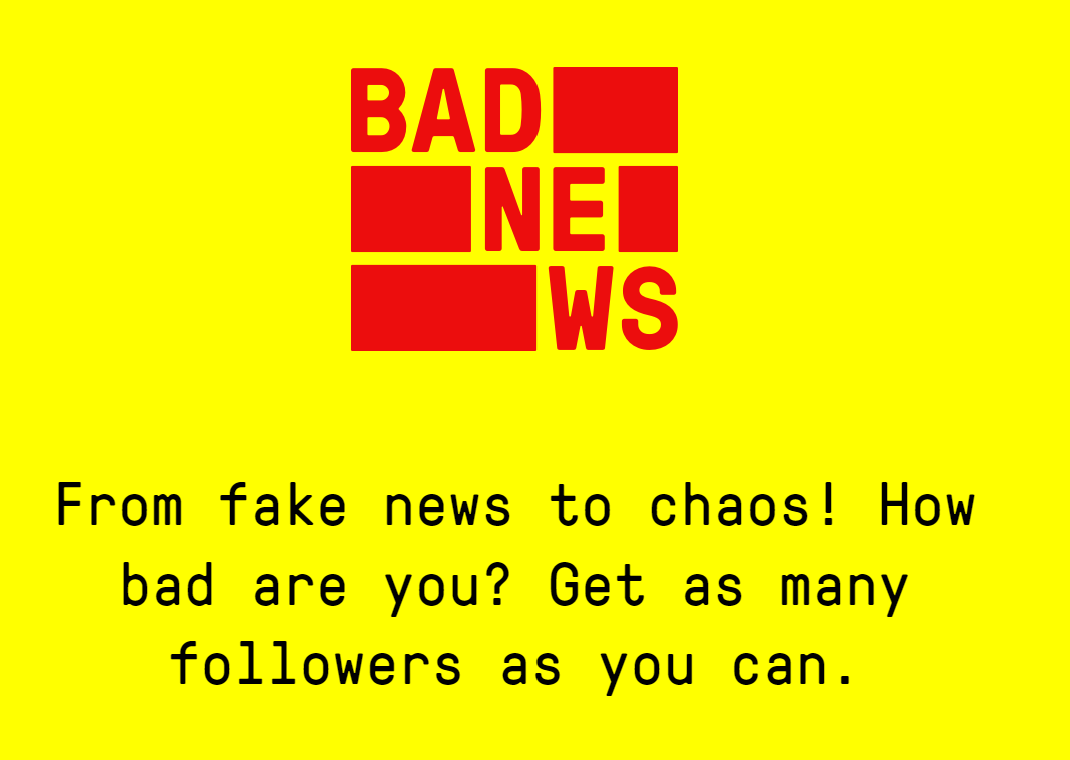 BAD
NE
WS
From fake news to chaos! How
bad are you? Get as many
followers as you can.